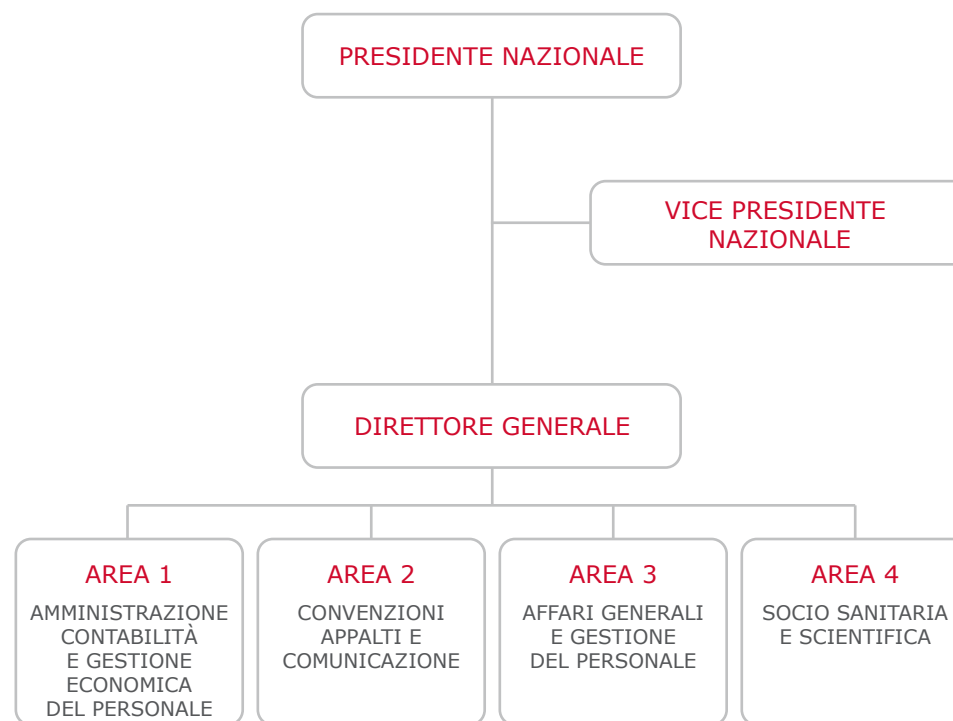 PRESIDENTE NAZIONALE
VICE PRESIDENTE
NAZIONALE
DIRETTORE GENERALE
AREA 1
AMMINISTRAZIONE
CONTABILITÀ
E GESTIONE
ECONOMICA
DEL PERSONALE
AREA 2
CONVENZIONI
APPALTI E
COMUNICAZIONE
AREA 3
AFFARI GENERALI
E GESTIONE
DEL PERSONALE
AREA 4
SOCIO SANITARIA
E SCIENTIFICA